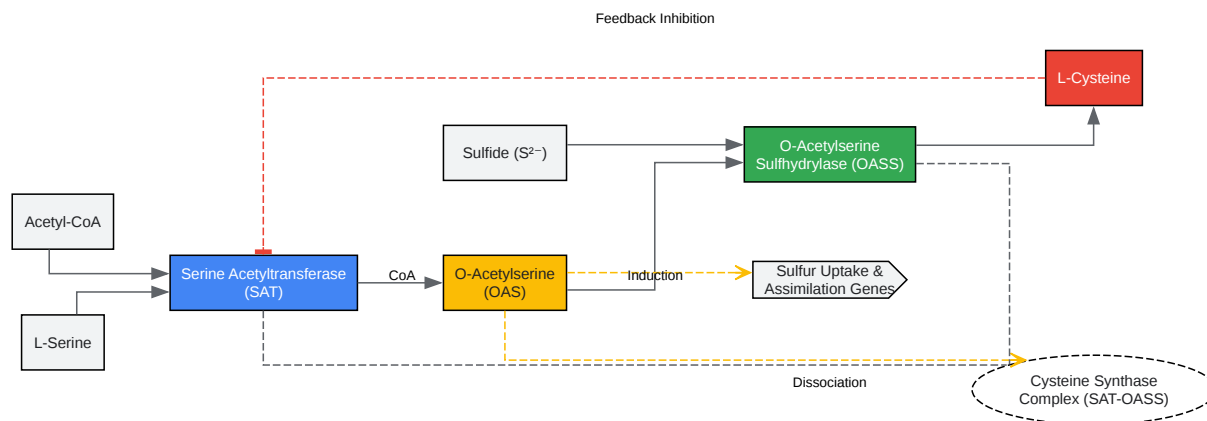 Feedback Inhibition
L-Cysteine
Sulfide (S²⁻)
O-Acetylserine
Sulfhydrylase (OASS)
Acetyl-CoA
Serine Acetyltransferase
(SAT)
CoA
O-Acetylserine
(OAS)
Induction
Sulfur Uptake &
Assimilation Genes
L-Serine
Dissociation
Cysteine Synthase
Complex (SAT-OASS)